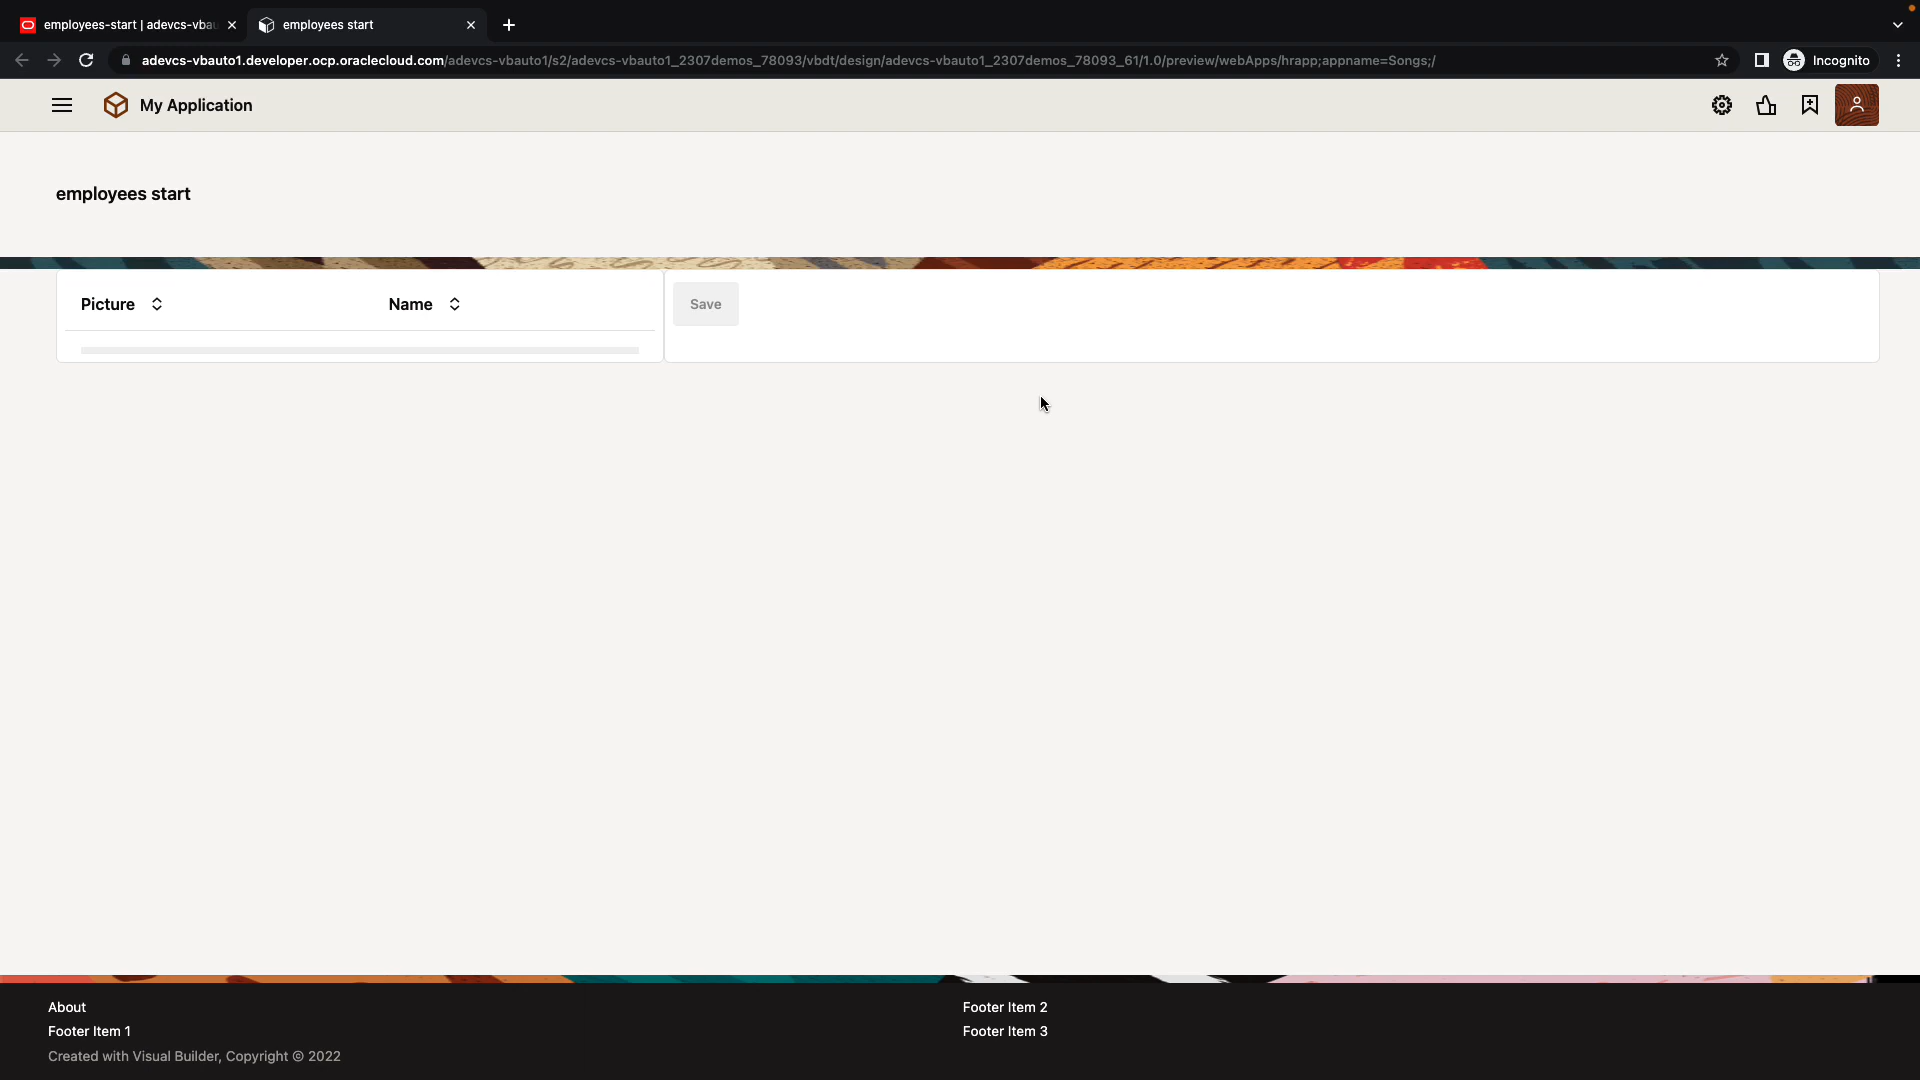 employees-start | adevcs-vbau
employees start
adevcs-vbauto1.developer.ocp.oraclecloud.com/adevcs-vbauto1/s2/adevcs-vbauto1_2307demos_78093/vbdt/design/adevcs-vbauto1_2307demos_78093_61/1.0/preview/webApps/hrapp;appname=Songs;/
Incognito
My Application
employees start
Picture
Name
Save
About
Footer Item 2
Footer Item 1
Footer Item 3
Created with Visual Builder, Copyright © 2022